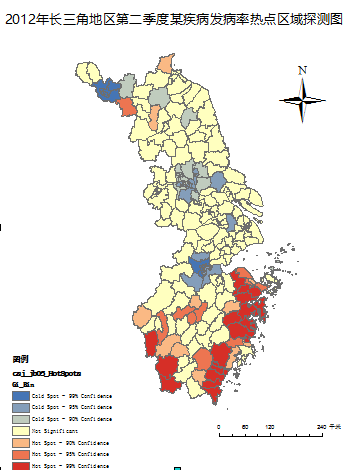 2012年长三角地区第二季度某疾病发病率热点区域探测图
N
图例
Gi_Bin
Cold Spot - 99% Confidence
Cold Spot - 95% Confidence
Cold Spot - 90% Confidence
Not Significant
Hot Spot - 90% Confidence
Hot Spot - 95% Confidence
Hot Spot - 99% Confidence
0 60 120 240 千米